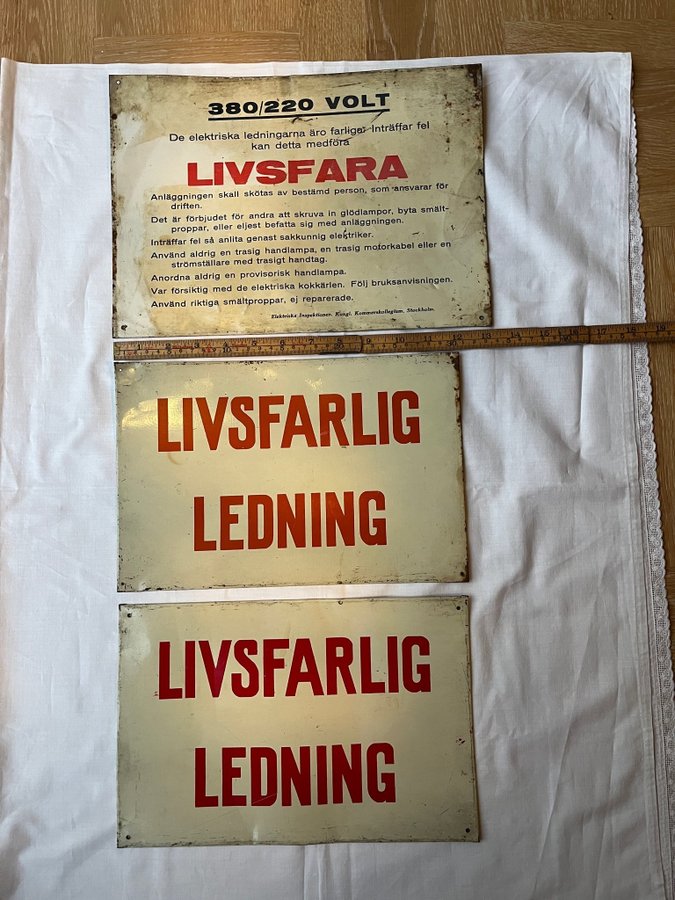 380/220 VOLT
De elektriska ledningarna äro farliga. Inträffar fel
kan detta medföra
LIVSFARA
Anläggningen skall skötas av bestämd person, som ansvarar för
driften.
Det är förbjudet för andra att skruva in glödlampor, byta smält-
proppar, eller eljest befatta sig med anläggningen.
Inträffar fel så anlita genast sakkunnig elektriker.
Använd aldrig en trasig handlampa, en trasig motorkabel eller en
strömställare med trasigt handtag.
Anordna aldrig en provisorisk handlampa.
Var försiktig med de elektriska kokkärlen. Följ bruksanvisningen.
Använd riktiga smältproppar, ej reparerade.
Elektriska Inspektionen. Kungl. Kommerskollegium. Stockholm.
LIVSFARLIG
LEDNING
LIVSFARLIG
LEDNING